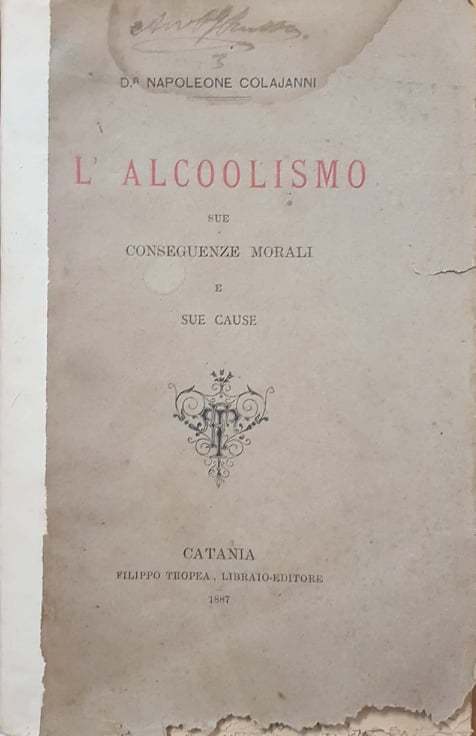 D.R NAPOLEONE COLAJANNI
L' ALCOOLISMO
SUE
CONSEGUENZE MORALI
E
SUE CAUSE
CATANIA
FILIPPO TROPEA, LIBRAIO-EDITORE
1887